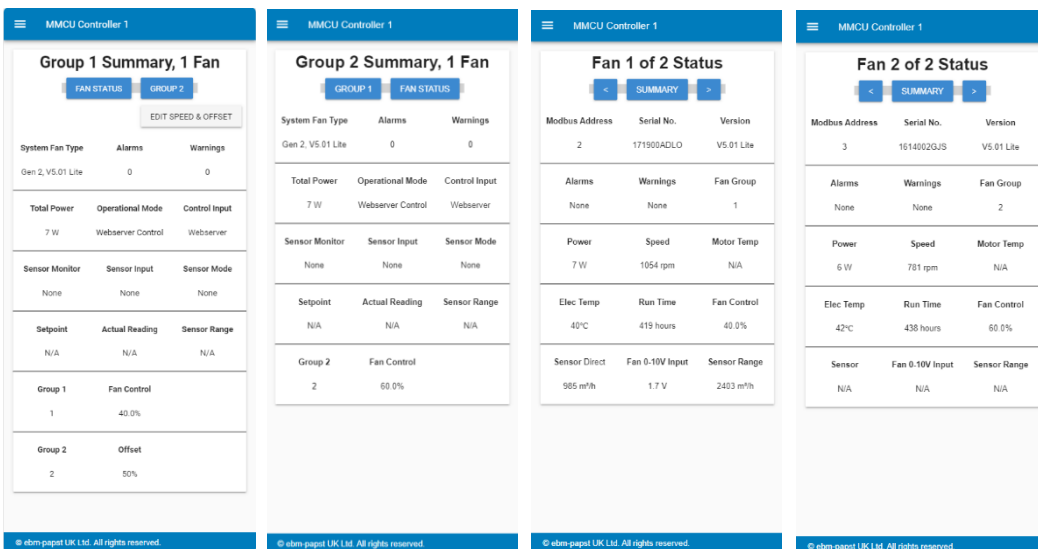 MMCU Controller 1
Group 1 Summary, 1 Fan
FAN STATUS GROUP 2
EDIT SPEED & OFFSET
System Fan Type Alarms Warnings
Gen 2, V5.01 Lite 0 0
Total Power Operational Mode Control Input
7 W Webserver Control Webserver
Sensor Monitor Sensor Input Sensor Mode
None None None
Setpoint Actual Reading Sensor Range
N/A N/A N/A
Group 1 Fan Control
1 40.0%
Group 2 Offset
2 50%
© ebm-papst UK Ltd. All rights reserved.
MMCU Controller 1
Group 2 Summary, 1 Fan
GROUP 1 FAN STATUS
System Fan Type Alarms Warnings
Gen 2, V5.01 Lite 0 0
Total Power Operational Mode Control Input
7 W Webserver Control Webserver
Sensor Monitor Sensor Input Sensor Mode
None None None
Setpoint Actual Reading Sensor Range
N/A N/A N/A
Group 2 Fan Control
2 60.0%
© ebm-papst UK Ltd. All rights reserved.
MMCU Controller 1
Fan 1 of 2 Status
< SUMMARY >
Modbus Address Serial No. Version
2 171900ADLO V5.01 Lite
Alarms Warnings Fan Group
None None 1
Power Speed Motor Temp
7 W 1054 rpm N/A
Elec Temp Run Time Fan Control
40°C 419 hours 40.0%
Sensor Direct Fan 0-10V Input Sensor Range
985 m³/h 1.7 V 2403 m³/h
© ebm-papst UK Ltd. All rights reserved.
MMCU Controller 1
Fan 2 of 2 Status
< SUMMARY >
Modbus Address Serial No. Version
3 1614002GJS V5.01 Lite
Alarms Warnings Fan Group
None None 2
Power Speed Motor Temp
6 W 781 rpm N/A
Elec Temp Run Time Fan Control
42°C 438 hours 60.0%
Sensor Fan 0-10V Input Sensor Range
N/A N/A N/A
© ebm-papst UK Ltd. All rights reserved.